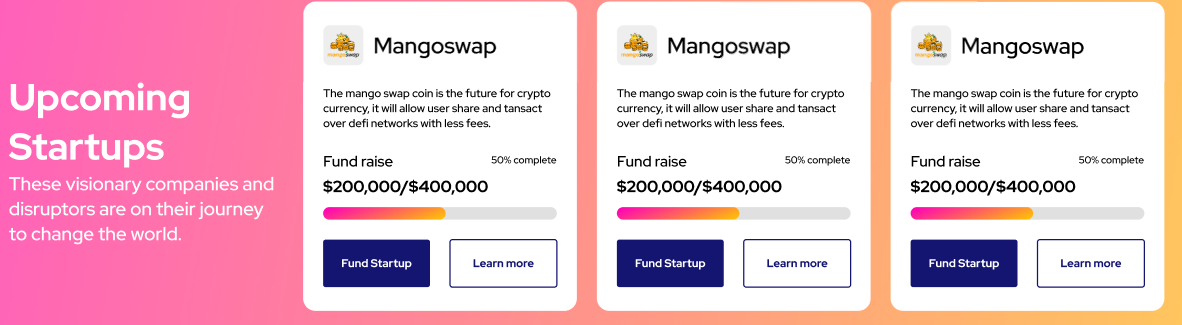 Upcoming
Startups
These visionary companies and
disruptors are on their journey
to change the world.
mangoswap
Mangoswap
The mango swap coin is the future for crypto
currency, it will allow user share and tansact
over defi networks with less fees.
Fund raise
50% complete
$200,000/$400,000
Fund Startup
Learn more
mangoswap
Mangoswap
The mango swap coin is the future for crypto
currency, it will allow user share and tansact
over defi networks with less fees.
Fund raise
50% complete
$200,000/$400,000
Fund Startup
Learn more
mangoswap
Mangoswap
The mango swap coin is the future for crypto
currency, it will allow user share and tansact
over defi networks with less fees.
Fund raise
50% complete
$200,000/$400,000
Fund Startup
Learn more